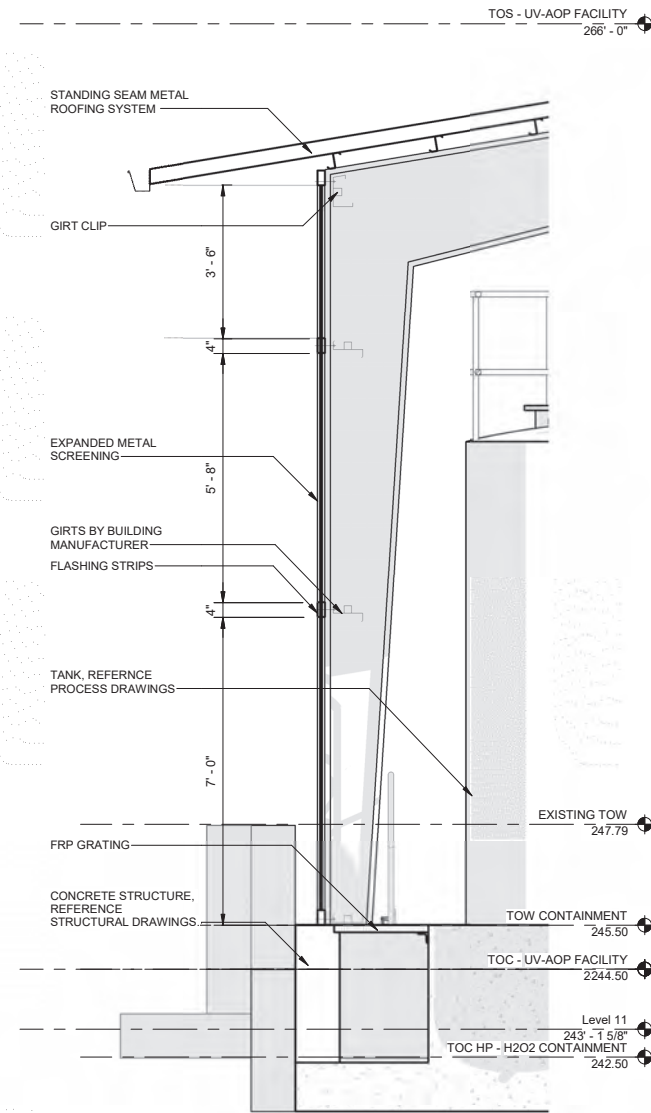 TOS - UV-AOP FACILITY
266' - 0"
STANDING SEAM METAL
ROOFING SYSTEM
GIRT CLIP
3' - 6"
4"
EXPANDED METAL
SCREENING
5' - 8"
GIRTS BY BUILDING
MANUFACTURER
FLASHING STRIPS
4"
TANK, REFERNCE
PROCESS DRAWINGS
7' - 0"
EXISTING TOW
247.79
FRP GRATING
CONCRETE STRUCTURE,
REFERENCE
STRUCTURAL DRAWINGS
TOW CONTAINMENT
245.50
TOC - UV-AOP FACILITY
2244.50
Level 11
243' - 1 5/8"
TOC HP - H2O2 CONTAINMENT
242.50